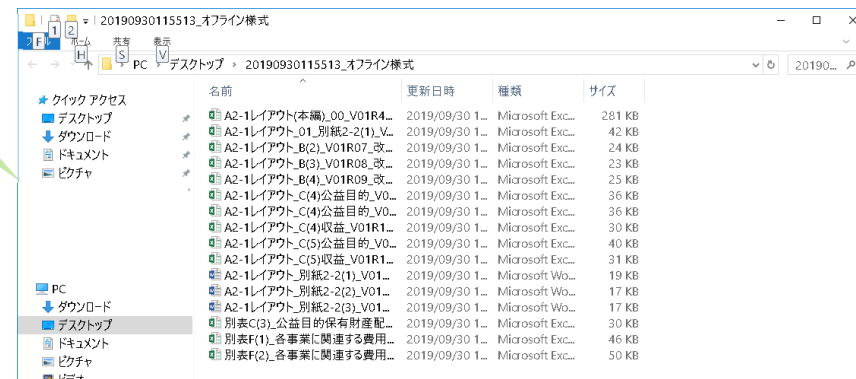 20190930115513_オフライン様式
1 2
F ホーム 共有 表示
H S V
PC > デスクトップ > 20190930115513_オフライン様式 20190...
名前 更新日時 種類 サイズ
クイック アクセス
デスクトップ
ダウンロード
ドキュメント
ピクチャ
A2-1レイアウト(本編)_00_V01R4... 2019/09/30 1... Microsoft Exc... 281 KB
A2-1レイアウト_01_別紙2-2(1)_V... 2019/09/30 1... Microsoft Exc... 42 KB
A2-1レイアウト_B(2)_V01R07_改... 2019/09/30 1... Microsoft Exc... 24 KB
A2-1レイアウト_B(3)_V01R08_改... 2019/09/30 1... Microsoft Exc... 23 KB
A2-1レイアウト_B(4)_V01R09_改... 2019/09/30 1... Microsoft Exc... 25 KB
A2-1レイアウト_C(4)公益目的_V0... 2019/09/30 1... Microsoft Exc... 36 KB
A2-1レイアウト_C(4)公益目的_V0... 2019/09/30 1... Microsoft Exc... 36 KB
A2-1レイアウト_C(4)収益_V01R1... 2019/09/30 1... Microsoft Exc... 30 KB
A2-1レイアウト_C(5)公益目的_V0... 2019/09/30 1... Microsoft Exc... 40 KB
A2-1レイアウト_C(5)収益_V01R1... 2019/09/30 1... Microsoft Exc... 31 KB
A2-1レイアウト_別紙2-2(1)_V01... 2019/09/30 1... Microsoft Wo... 19 KB
A2-1レイアウト_別紙2-2(2)_V01... 2019/09/30 1... Microsoft Wo... 17 KB
A2-1レイアウト_別紙2-2(3)_V01... 2019/09/30 1... Microsoft Wo... 17 KB
別表C(3)_公益目的保有財産配... 2019/09/30 1... Microsoft Exc... 30 KB
別表F(1)_各事業に関連する費用... 2019/09/30 1... Microsoft Exc... 46 KB
別表F(2)_各事業に関連する費用... 2019/09/30 1... Microsoft Exc... 50 KB
PC
ダウンロード
デスクトップ
ドキュメント
ピクチャ